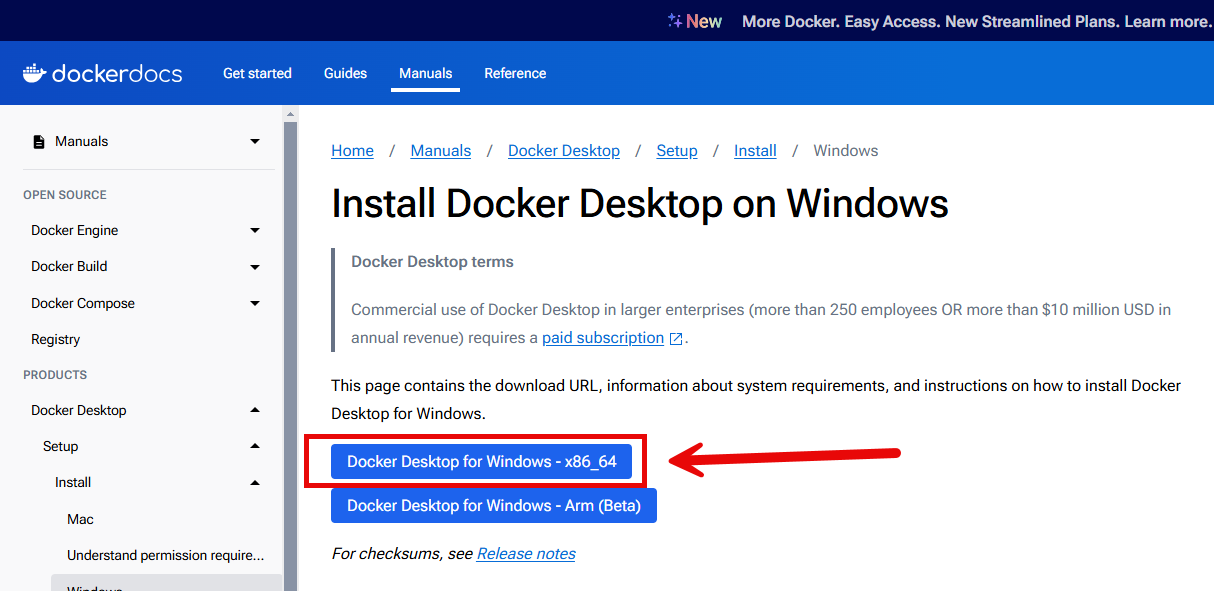 New More Docker. Easy Access. New Streamlined Plans. Learn more.
dockerdocs Get started Guides Manuals Reference
Manuals
OPEN SOURCE
Docker Engine
Docker Build
Docker Compose
Registry
PRODUCTS
Docker Desktop
Setup
Install
Mac
Understand permission require...
Windows
Home / Manuals / Docker Desktop / Setup / Install / Windows
Install Docker Desktop on Windows
Docker Desktop terms
Commercial use of Docker Desktop in larger enterprises (more than 250 employees OR more than $10 million USD in
annual revenue) requires a paid subscription.
This page contains the download URL, information about system requirements, and instructions on how to install Docker
Desktop for Windows.
Docker Desktop for Windows - x86_64
Docker Desktop for Windows - Arm (Beta)
For checksums, see Release notes